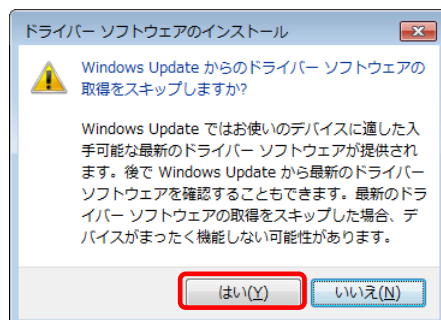 ドライバー ソフトウェアのインストール
Windows Update からのドライバー ソフトウェアの
取得をスキップしますか?
Windows Update ではお使いのデバイスに適した入
手可能な最新のドライバー ソフトウェアが提供され
ます。後で Windows Update から最新のドライバー
ソフトウェアを確認することもできます。最新のドラ
イバー ソフトウェアの取得をスキップした場合、デ
バイスがまったく機能しない可能性があります。
はい(Y) いいえ(N)